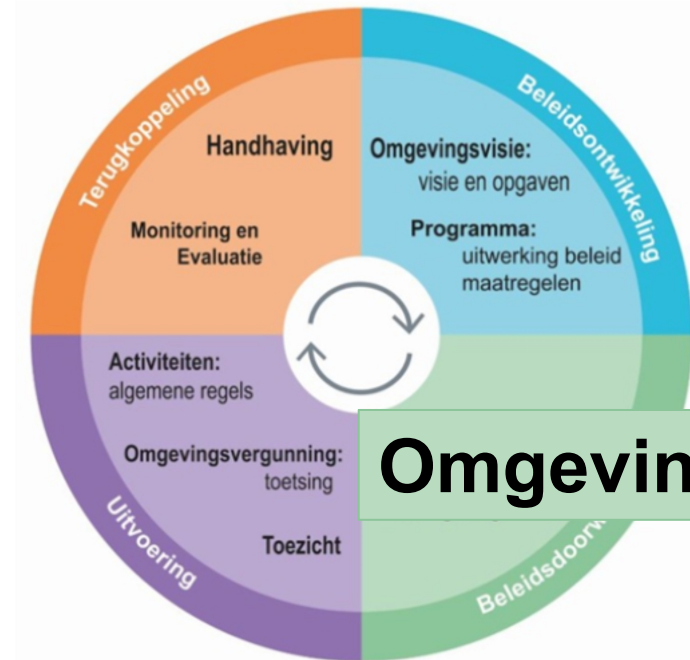 Terugkoppeling
Handhaving
Monitoring en
Evaluatie
Beleidsontwikkeling
Omgevingsvisie:
visie en opgaven
Programma:
uitwerking beleid
maatregelen
Activiteiten:
algemene regels
Omgevingsvergunning:
toetsing
Toezicht
Uitvoering
Omgevin
Beleidsdoorw